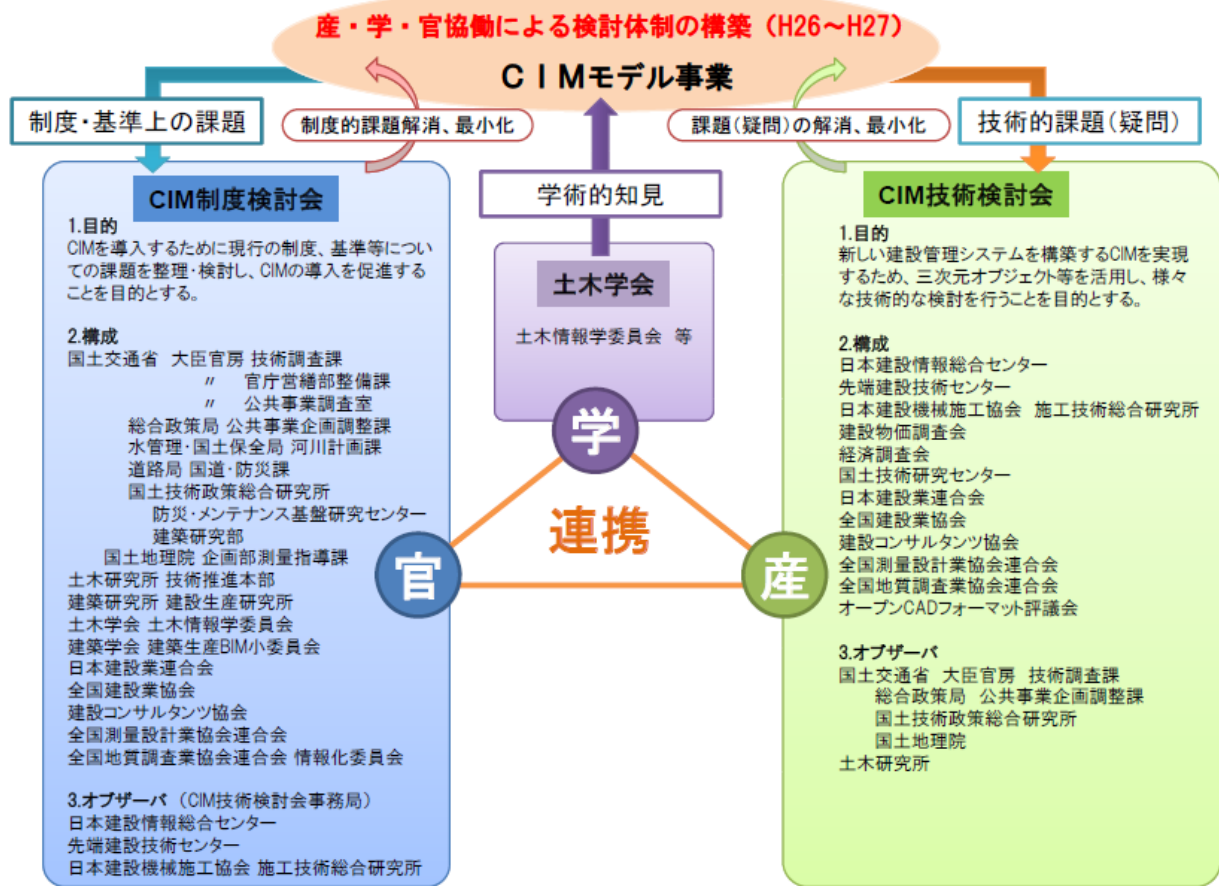 産・学・官協働による検討体制の構築（H26～H27）
CIMモデル事業
制度・基準上の課題
制度的課題解消、最小化
課題（疑問）の解消、最小化
技術的課題（疑問）
CIM制度検討会
1.目的
CIMを導入するために現行の制度、基準等につい
ての課題を整理・検討し、CIMの導入を促進する
ことを目的とする。
2.構成
国土交通省　大臣官房 技術調査課
〃　官庁営繕部整備課
〃　公共事業調査室
総合政策局 公共事業企画調整課
水管理・国土保全局 河川計画課
道路局 国道・防災課
国土技術政策総合研究所
防災・メンテナンス基盤研究センター
建築研究部
国土地理院 企画部測量指導課
土木研究所 技術推進本部
建築研究所 建設生産研究所
土木学会 土木情報学委員会
建築学会 建築生産BIM小委員会
日本建設業連合会
全国建設業協会
建設コンサルタンツ協会
全国測量設計業協会連合会
全国地質調査業協会連合会 情報化委員会
3.オブザーバ （CIM技術検討会事務局）
日本建設情報総合センター
先端建設技術センター
日本建設機械施工協会 施工技術総合研究所
学術的知見
土木学会
土木情報学委員会　等
学
連携
官
産
CIM技術検討会
1.目的
新しい建設管理システムを構築するCIMを実現
するため、三次元オブジェクト等を活用し、様々
な技術的な検討を行うことを目的とする。
2.構成
日本建設情報総合センター
先端建設技術センター
日本建設機械施工協会　施工技術総合研究所
建設物価調査会
経済調査会
国土技術研究センター
日本建設業連合会
全国建設業協会
建設コンサルタンツ協会
全国測量設計業協会連合会
全国地質調査業協会連合会
オープンCADフォーマット評議会
3.オブザーバ
国土交通省　大臣官房　技術調査課
総合政策局　公共事業企画調整課
国土技術政策総合研究所
国土地理院
土木研究所